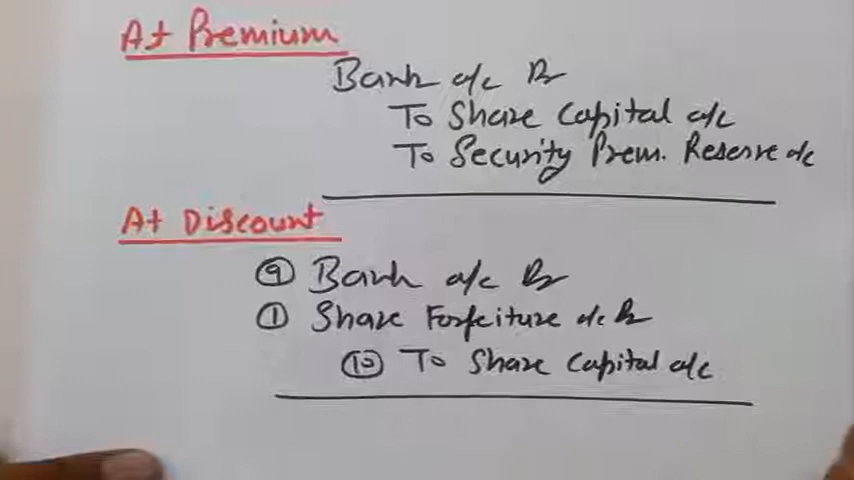 At Premium
Bank a/c Dr
To Share Capital a/c
To Security Prem. Reserve a/c
At Discount
⑨ Bank a/c Dr
① Share Forfeiture a/c Dr
⑩ To Share Capital a/c